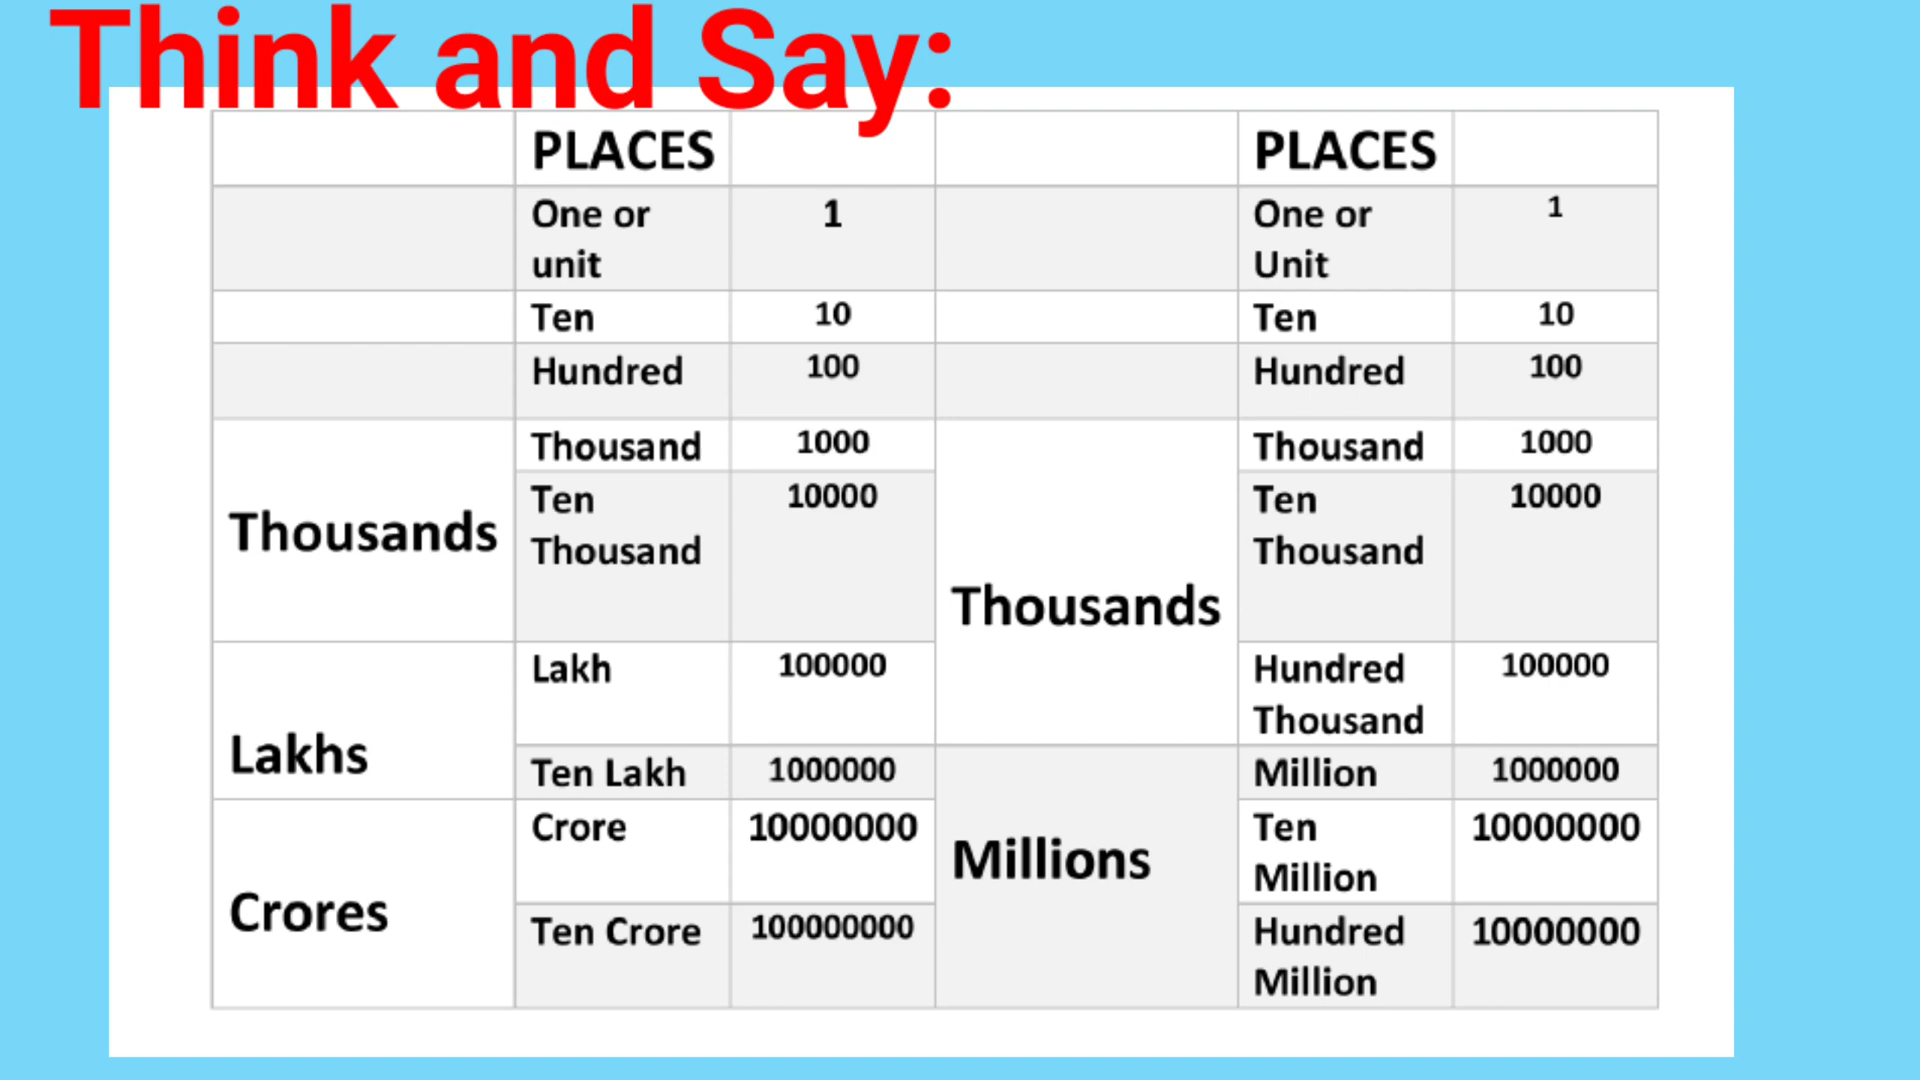 Think and Say:
PLACES PLACES
One or unit 1 One or Unit 1
Ten 10 Ten 10
Hundred 100 Hundred 100
Thousands Thousand 1000 Thousands Thousand 1000
Ten Thousand 10000 Ten Thousand 10000
Lakhs Lakh 100000 Hundred Thousand 100000
Ten Lakh 1000000 Millions Million 1000000
Crores Crore 10000000 Ten Million 10000000
Ten Crore 100000000 Hundred Million 10000000